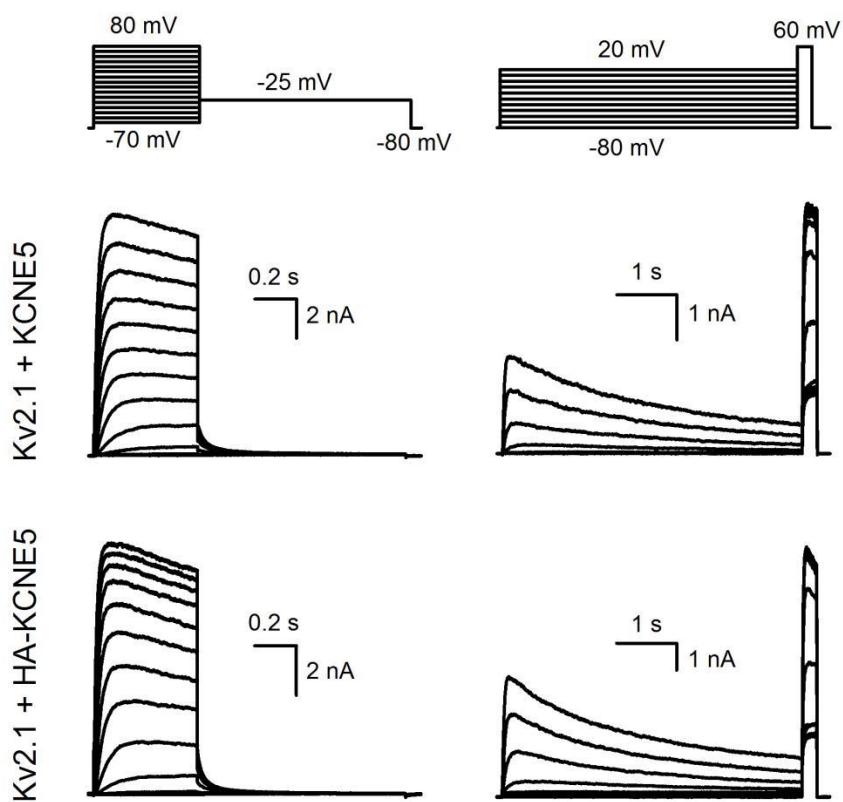 80 mV
60 mV
20 mV
-25 mV
-70 mV
-80 mV
-80 mV
Kv2.1 + KCNE5
0.2 s
2 nA
1 s
1 nA
Kv2.1 + HA-KCNE5
0.2 s
2 nA
1 s
1 nA